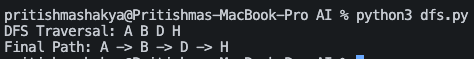 pritishmashakya@Pritishmas-MacBook-Pro AI % python3 dfs.py
DFS Traversal: A B D H
Final Path: A -> B -> D -> H